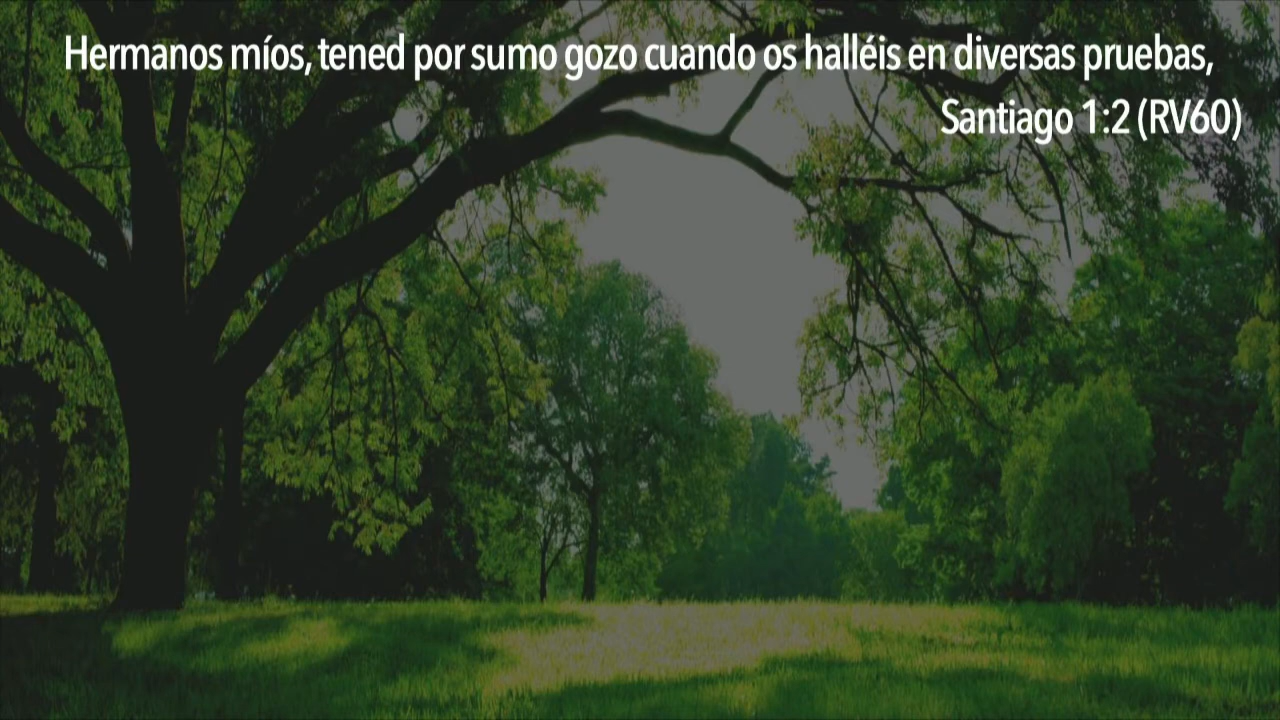 Hermanos míos, tened por sumo gozo cuando os halléis en diversas pruebas,
Santiago 1:2 (RV60)